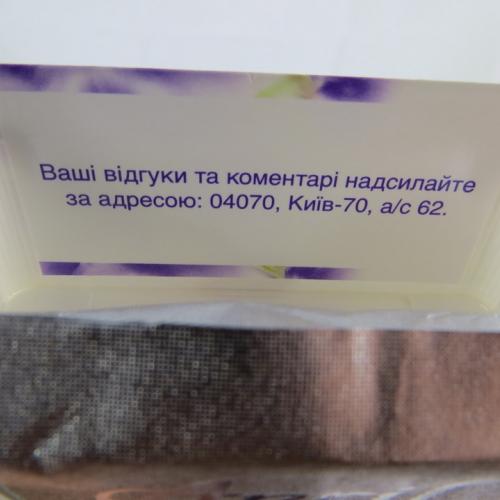 Ваші відгуки та коментарі надсилайте
за адресою: 04070, Київ-70, а/с 62.